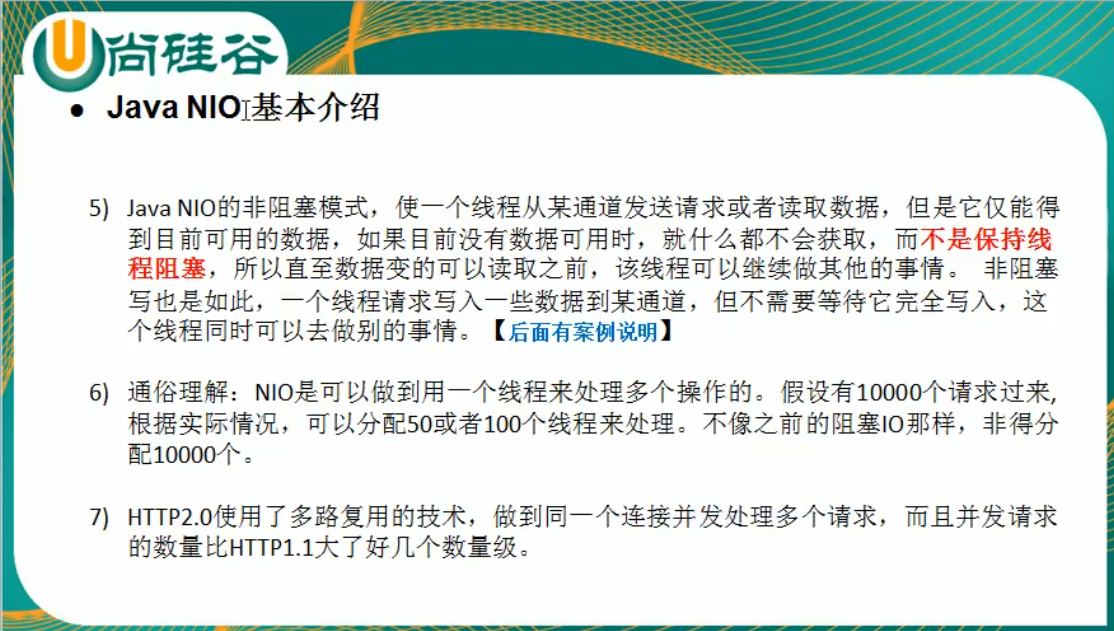 尚硅谷
● Java NIO基本介绍
5) Java NIO的非阻塞模式，使一个线程从某通道发送请求或者读取数据，但是它仅能得
到目前可用的数据，如果目前没有数据可用时，就什么都不会获取，而不是保持线
程阻塞，所以直至数据变的可以读取之前，该线程可以继续做其他的事情。 非阻塞
写也是如此，一个线程请求写入一些数据到某通道，但不需要等待它完全写入，这
个线程同时可以去做别的事情。【后面有案例说明】
6) 通俗理解：NIO是可以做到用一个线程来处理多个操作的。假设有10000个请求过来,
根据实际情况，可以分配50或者100个线程来处理。不像之前的阻塞IO那样，非得分
配10000个。
7) HTTP2.0使用了多路复用的技术，做到同一个连接并发处理多个请求，而且并发请求
的数量比HTTP1.1大了好几个数量级。